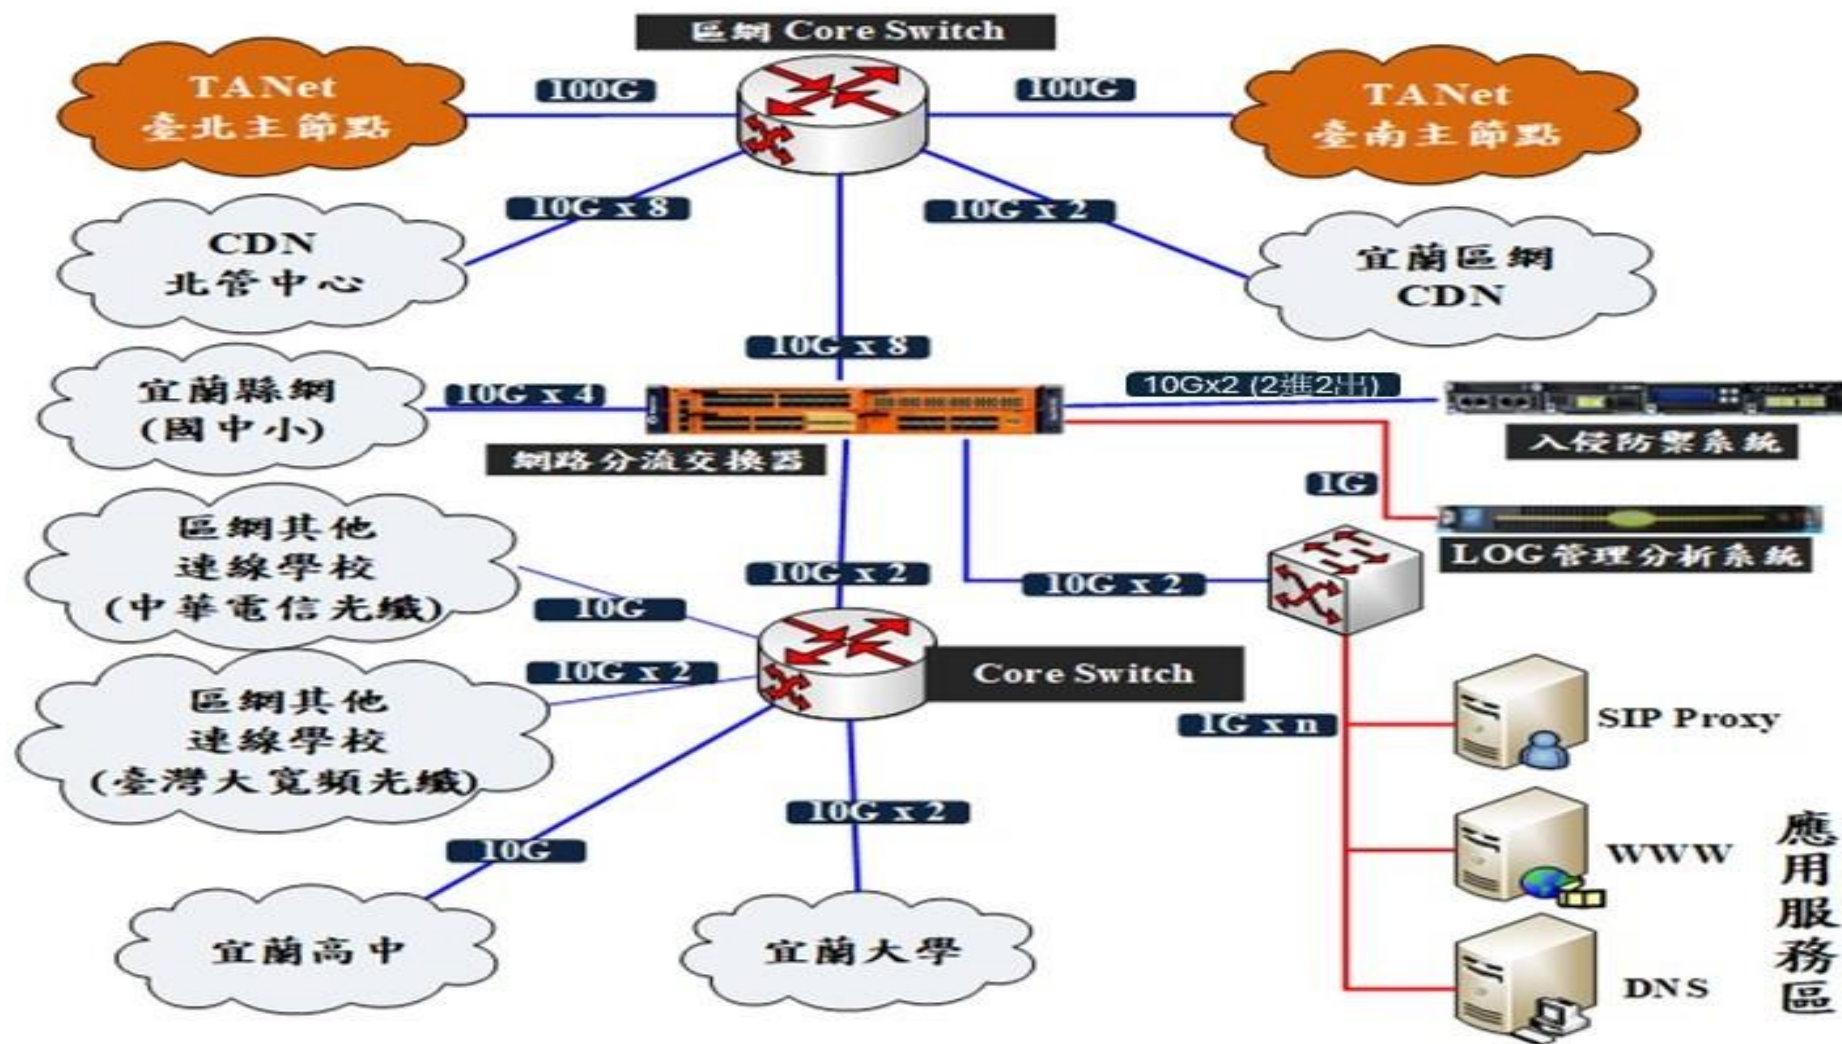 區網 Core Switch
TANet
臺北主節點
100G
100G
TANet
臺南主節點
10G x 8
10G x 2
CDN
北管中心
宜蘭區網
CDN
10G x 8
宜蘭縣網
(國中小)
10G x 4
10Gx2 (2進2出)
網路分流交換器
入侵防禦系統
1G
區網其他
連線學校
(中華電信光纖)
LOG 管理分析系統
10G x 2
10G x 2
10G
區網其他
連線學校
(臺灣大寬頻光纖)
10G x 2
Core Switch
1G x n
SIP Proxy
10G x 2
10G
WWW
宜蘭高中
宜蘭大學
DNS
應用服務區